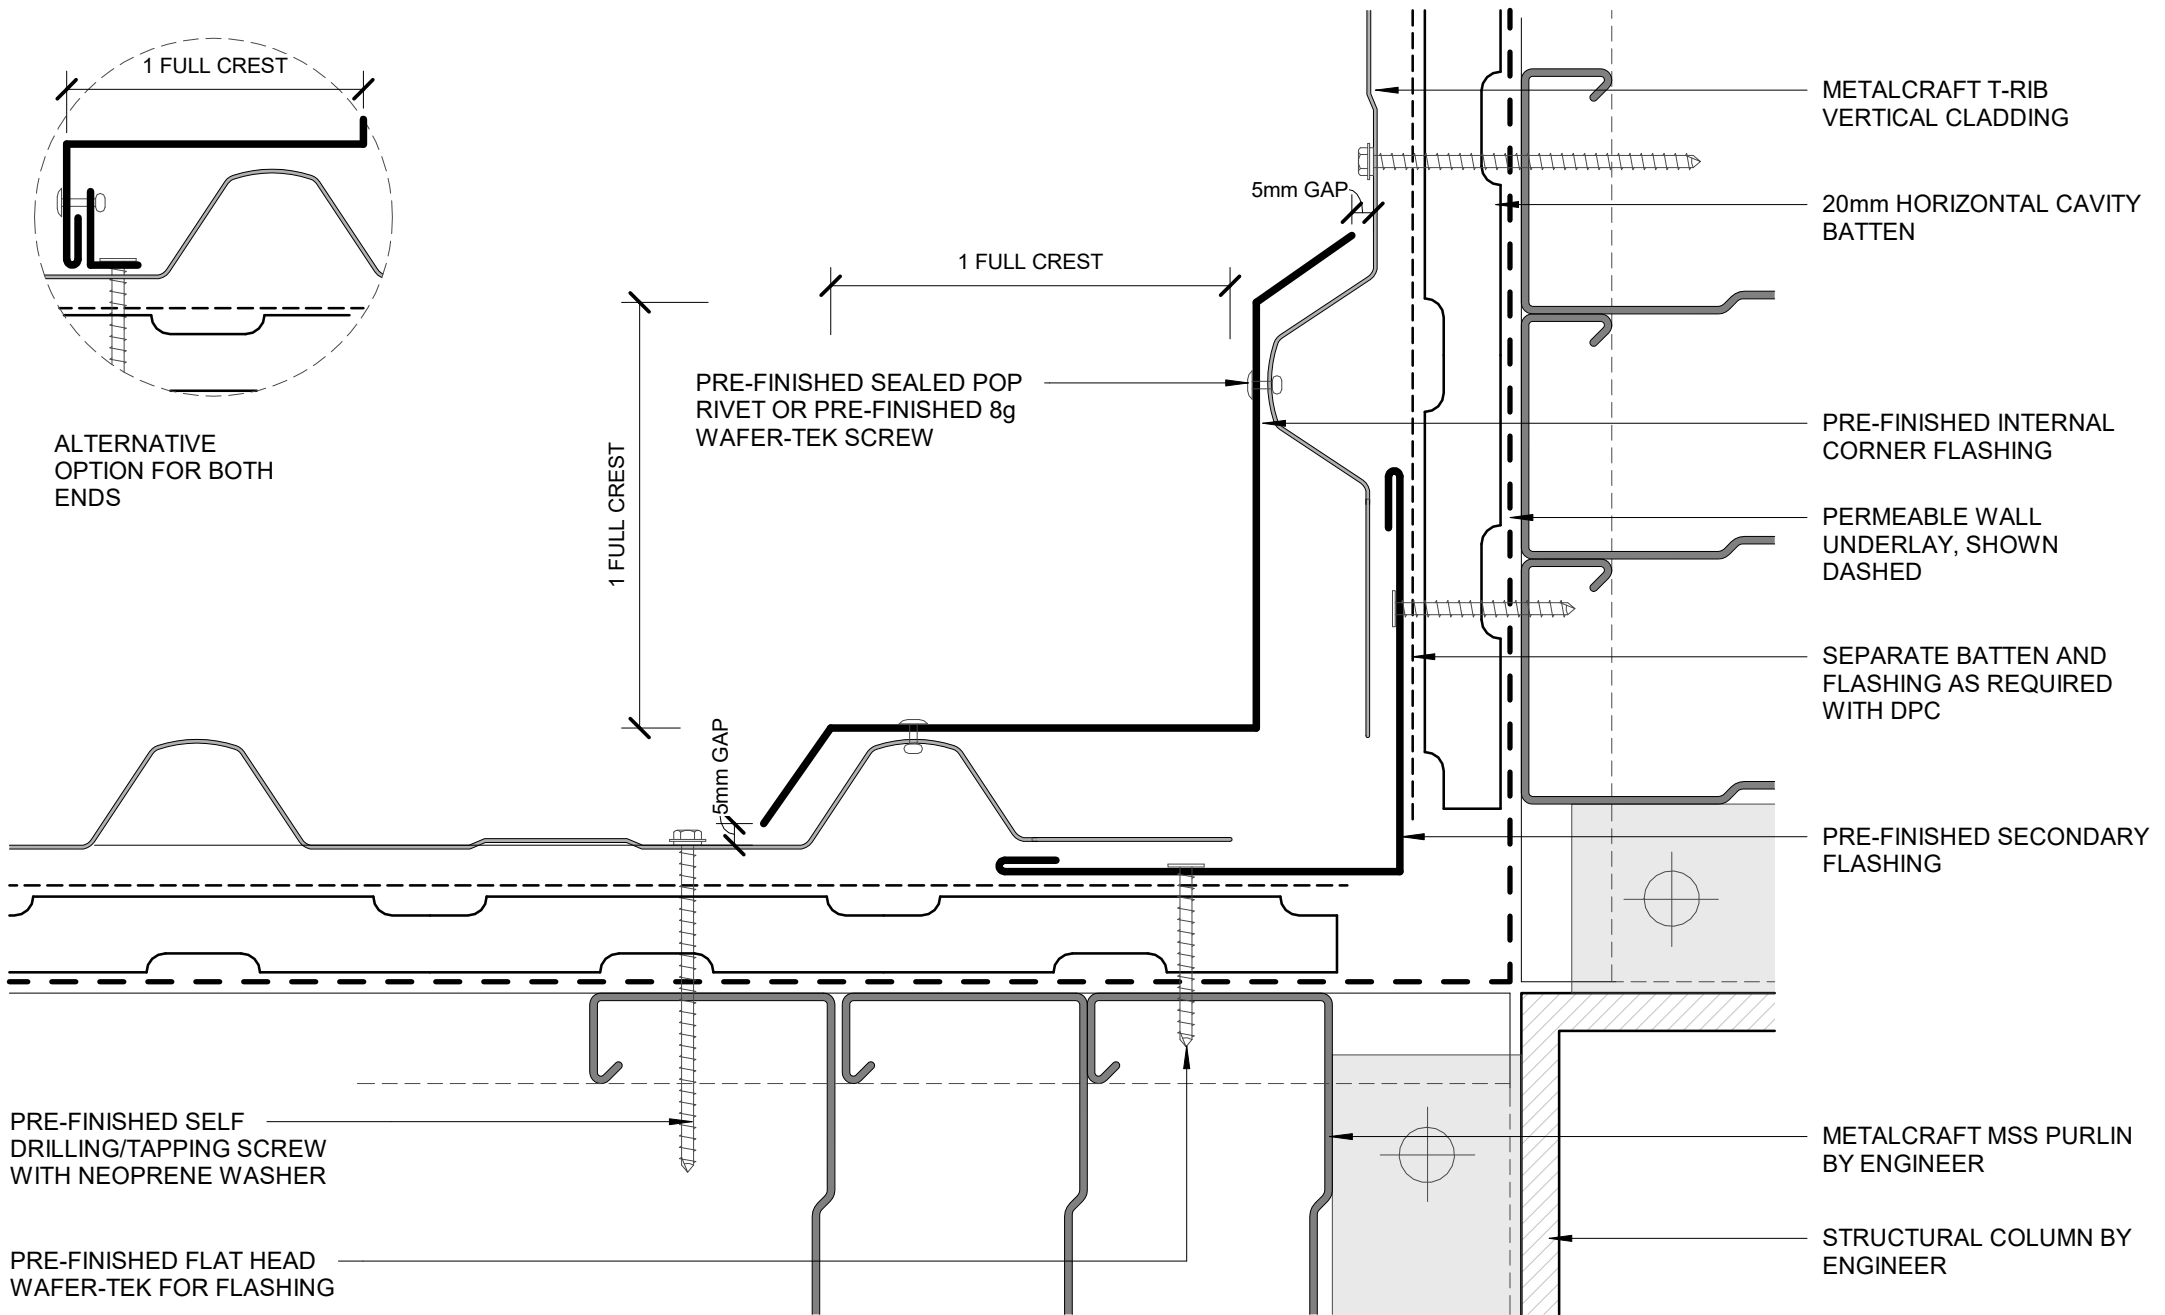 1 FULL CREST
ALTERNATIVE
OPTION FOR BOTH
ENDS
5mm GAP
1 FULL CREST
1 FULL CREST
PRE-FINISHED SEALED POP
RIVET OR PRE-FINISHED 8g
WAFER-TEK SCREW
5mm GAP
METALCRAFT T-RIB
VERTICAL CLADDING
20mm HORIZONTAL CAVITY
BATTEN
PRE-FINISHED INTERNAL
CORNER FLASHING
PERMEABLE WALL
UNDERLAY, SHOWN
DASHED
SEPARATE BATTEN AND
FLASHING AS REQUIRED
WITH DPC
PRE-FINISHED SECONDARY
FLASHING
METALCRAFT MSS PURLIN
BY ENGINEER
STRUCTURAL COLUMN BY
ENGINEER
PRE-FINISHED SELF
DRILLING/TAPPING SCREW
WITH NEOPRENE WASHER
PRE-FINISHED FLAT HEAD
WAFER-TEK FOR FLASHING